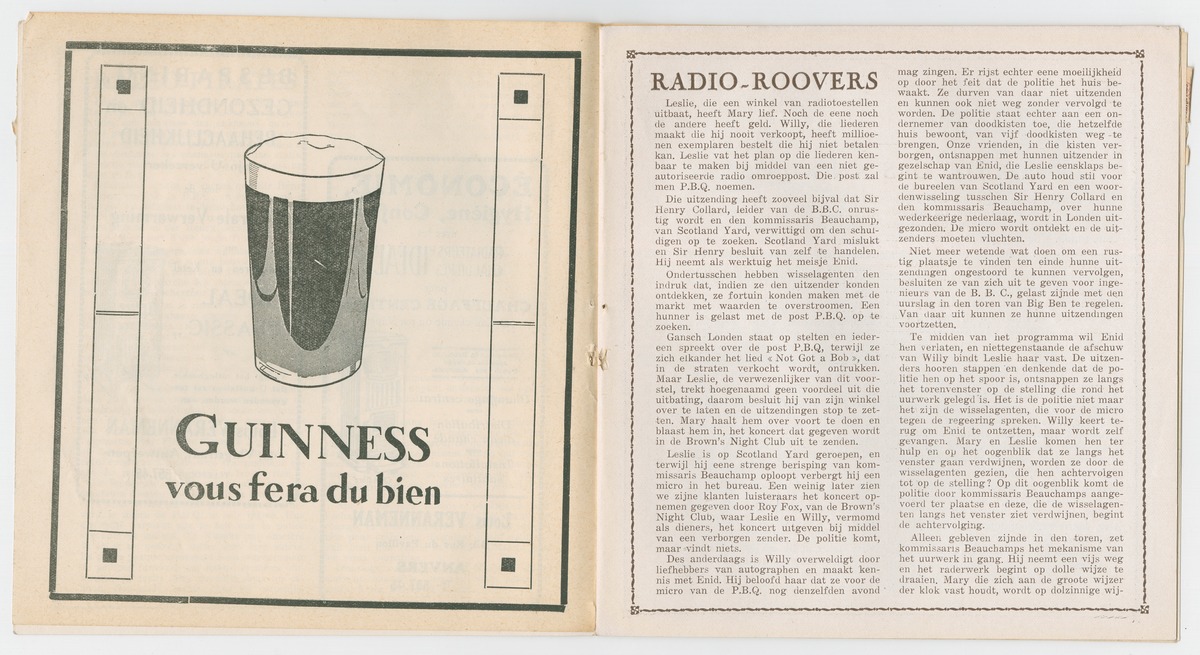 GUINNESS
vous fera du bien
RADIO-ROOVERS
Leslie, die een winkel van radiotoestellen
uitbaat, heeft Mary lief. Noch de eene noch
de andere heeft geld. Willy, die liederen
maakt die hij nooit verkoopt, heeft millioe-
nen exemplaren bestelt die hij niet betalen
kan. Leslie vat het plan op die liederen ken-
baar te maken bij middel van een niet ge-
autoriseerde radio omroeppost. Die post zal
men P.B.Q. noemen.
Die uitzending heeft zooveel bijval dat Sir
Henry Collard, leider van de B.B.C. onrus-
tig wordt en den kommissaris Beauchamp,
van Scotland Yard, verwittigd om den schul-
digen op te zoeken. Scotland Yard mislukt
en Sir Henry besluit van zelf te handelen.
Hij neemt als werktuig het meisje Enid.
Ondertusschen hebben wisselagenten den
indruk dat, indien ze den uitzender konden
ontdekken, ze fortuin konden maken met de
markt met waarden te overstroomen. Een
hunner is gelast met de post P.B.Q. op te
zoeken.
Gansch Londen staat op stelten en ieder-
een spreekt over de post P.B.Q, terwijl ze
zich elkander het lied « Not Got a Bob », dat
in de straten verkocht wordt, ontrukken.
Maar Leslie, de verwezenlijker van dit voor-
stel, trekt hoegenaamd geen voordeel uit die
uitbating, daarom besluit hij van zijn winkel
over te laten en de uitzendingen stop te zet-
ten. Mary haalt hem over voort te doen en
blaast hem in, het koncert dat gegeven wordt
in de Brown's Night Club uit te zenden.
Leslie is op Scotland Yard geroepen, en
terwijl hij eene strenge berisping van kom-
missaris Beauchamp oploopt verbergt hij een
micro in het bureau. Een weinig later zien
we zijne klanten luisteraars het koncert op-
nemen gegeven door Roy Fox, van de Brown's
Night Club, waar Leslie en Willy, vermomd
als dieners, het koncert uitgeven bij middel
van een verborgen zender. De politie komt,
maar vindt niets.
Des anderdaags is Willy overweldigt door
liefhebers van autographen en maakt ken-
nis met Enid. Hij beloofd haar dat ze voor de
micro van de P.B.Q. nog denzelfden avond
mag zingen. Er rijst echter eene moeilijkheid
op door het feit dat de politie het huis be-
waakt. Ze durven van daar niet uitzenden
en kunnen ook niet weg zonder vervolgd te
worden. De politie staat echter aan een on-
dernemer van doodkisten toe, die hetzelfde
huis bewoont, van vijf doodkisten weg te
brengen. Onze vrienden, in die kisten ver-
borgen, ontsnappen met hunnen uitzender in
gezelschap van Enid, die Leslie eensklaps be-
gint te wantrouwen. De auto houd stil voor
de bureelen van Scotland Yard en een woor-
denwisseling tusschen Sir Henry Collard en
den kommissaris Beauchamp, over hunne
wederkeerige nederlaag, wordt in Londen uit-
gezonden. De micro wordt ontdekt en de uit-
zenders moeten vluchten.
Niet meer wetende wat doen om een rus-
tig plaatsje te vinden ten einde hunne uit-
zendingen ongestoord te kunnen vervolgen,
besluiten ze van zich uit te geven voor inge-
nieurs van de B. B. C., gelast zijnde met den
uurslag in den toren van Big Ben te regelen.
Van daar uit kunnen ze hunne uitzendingen
voortzetten.
Te midden van het programma wil Enid
hen verlaten, en niettegenstaande de afschuw
van Willy bindt Leslie haar vast. De uitzen-
ders hooren stappen en denkende dat de po-
litie hen op het spoor is, ontsnappen ze langs
het torenvenster op de stelling die rond het
uurwerk gelegd is. Het is de politie niet maar
het zijn de wisselagenten, die voor de micro
tegen de regeering spreken. Willy keert te-
rug om Enid te ontzetten, maar wordt zelf
gevangen. Mary en Leslie komen hen ter
hulp en op het oogenblik dat ze langs het
venster gaan verdwijnen, worden ze door de
wisselagenten gezien, die hen achtervolgen
tot op de stelling? Op dit oogenblik komt de
politie door kommissaris Beauchamps aange-
voerd ter plaatse en deze, die de wisselagen-
ten langs het venster ziet verdwijnen, begint
de achtervolging.
Alleen gebleven zijnde in den toren, zet
kommissaris Beauchamps het mekanisme van
het uurwerk in gang. Hij neemt een vijs weg
en het raderwerk begint op dolle wijze te
draaien. Mary die zich aan de groote wijzer
der klok vast houdt, wordt op dolzinnige wij-